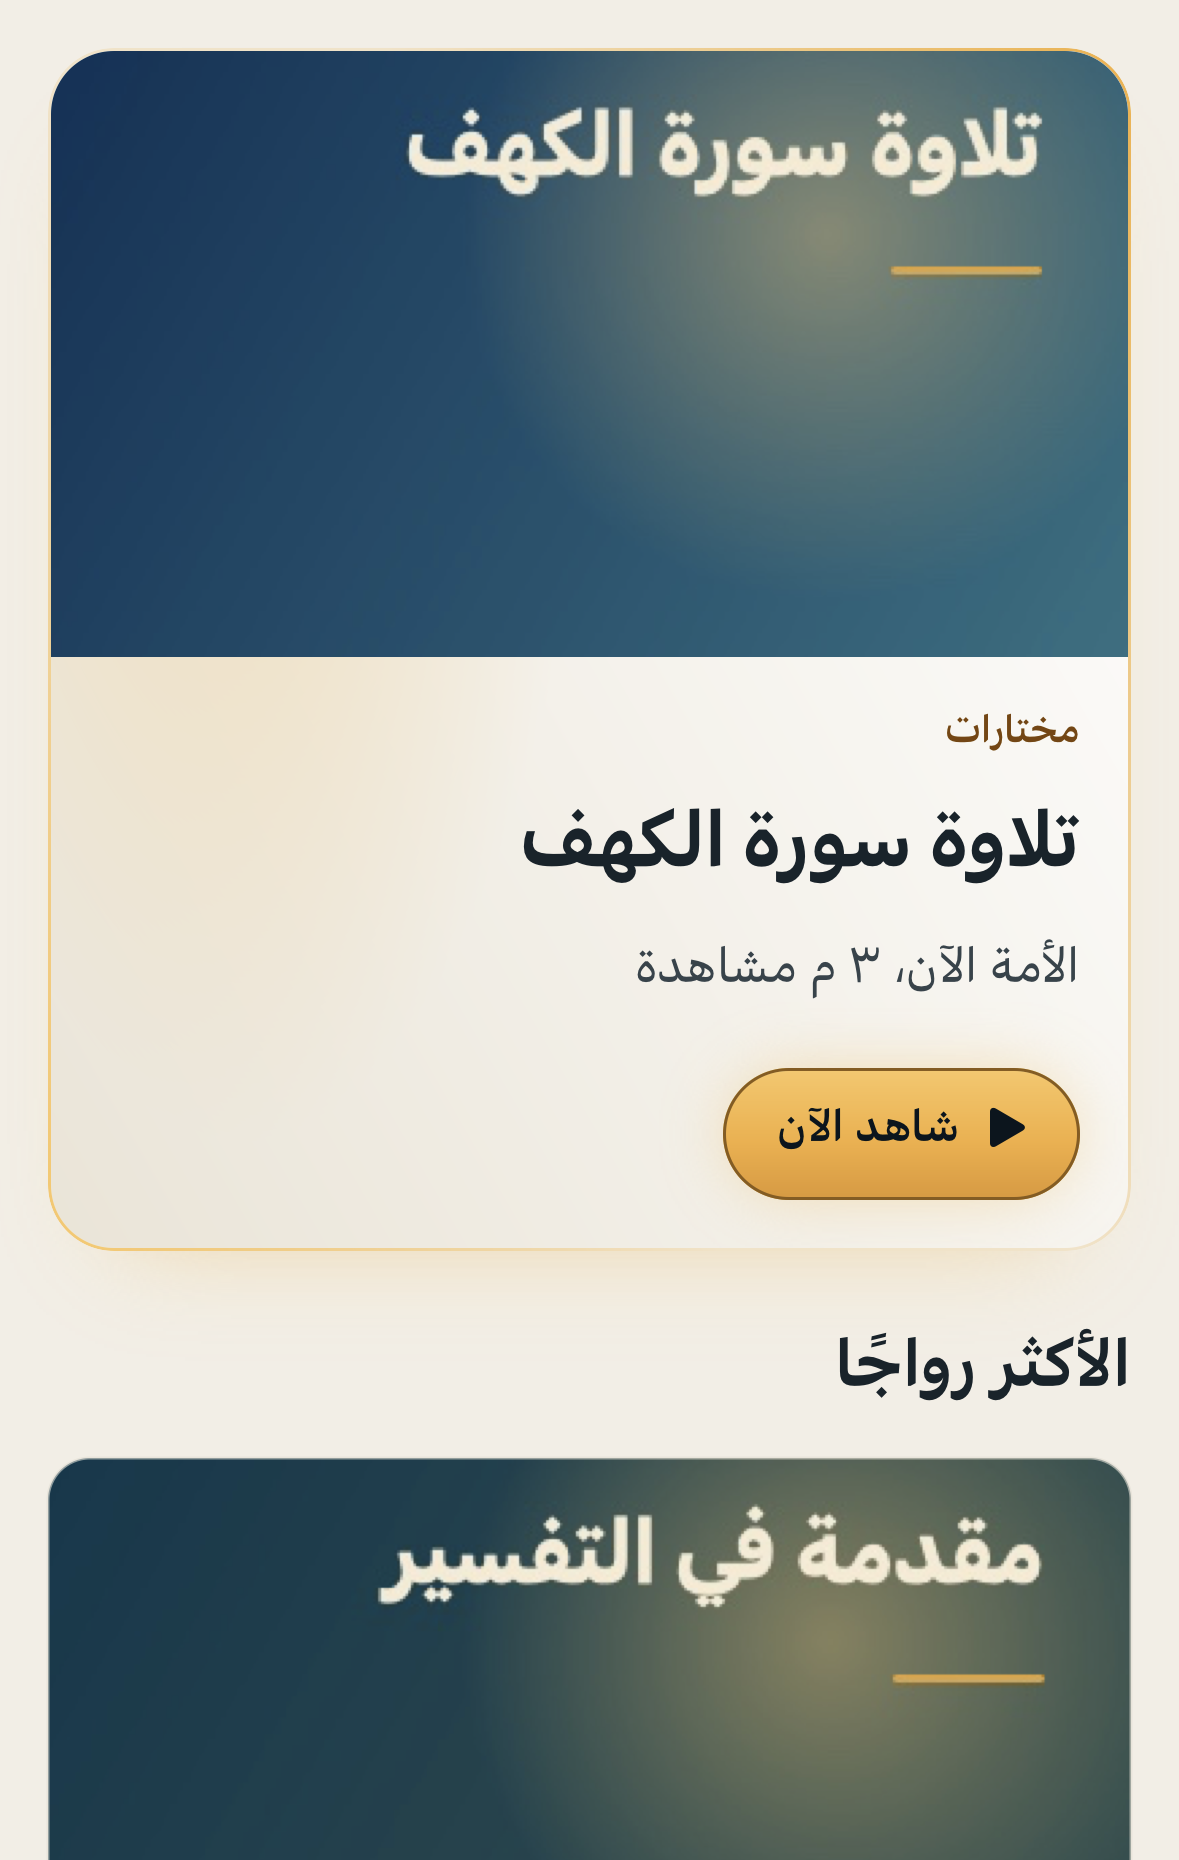 تلاوة سورة الكهف
مختارات
تلاوة سورة الكهف
الأمة الآن، ٣ م مشاهدة
شاهد الآن
الأكثر رواجًا
مقدمة في التفسير